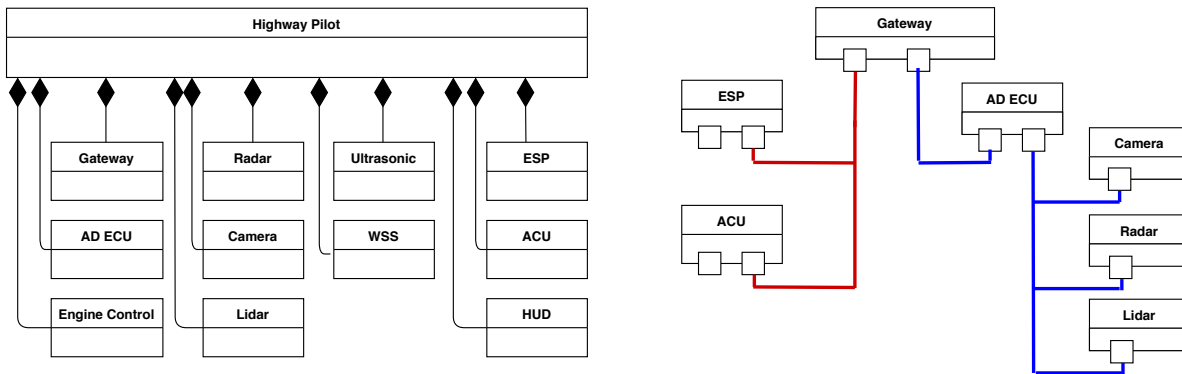 Highway Pilot
Gateway
Radar
Ultrasonic
ESP
AD ECU
Camera
WSS
ACU
Engine Control
Lidar
HUD
Gateway
ESP
AD ECU
Camera
ACU
Radar
Lidar